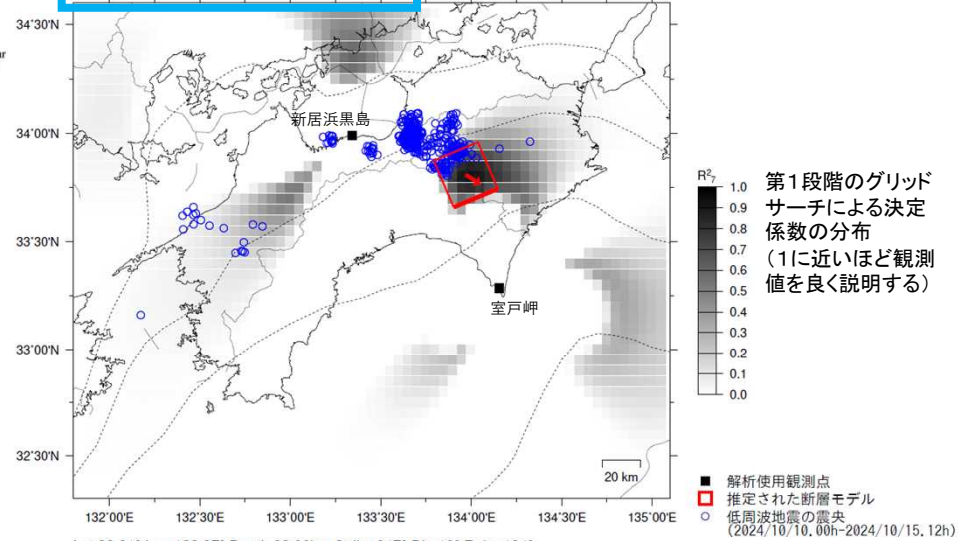 34°30'N
34°00'N
33°30'N
33°00'N
32°30'N
132°00'E
132°30'E
133°00'E
133°30'E
134°00'E
134°30'E
135°00'E
新居浜黒島
室戸岬
20 km
R²₇
1.0
0.9
0.8
0.7
0.6
0.5
0.4
0.3
0.2
0.1
0.0
第1段階のグリッド
サーチによる決定
係数の分布
(1に近いほど観測
値を良く説明する)
解析使用観測点
推定された断層モデル
低周波地震の震央
(2024/10/10.00h-2024/10/15.12h)